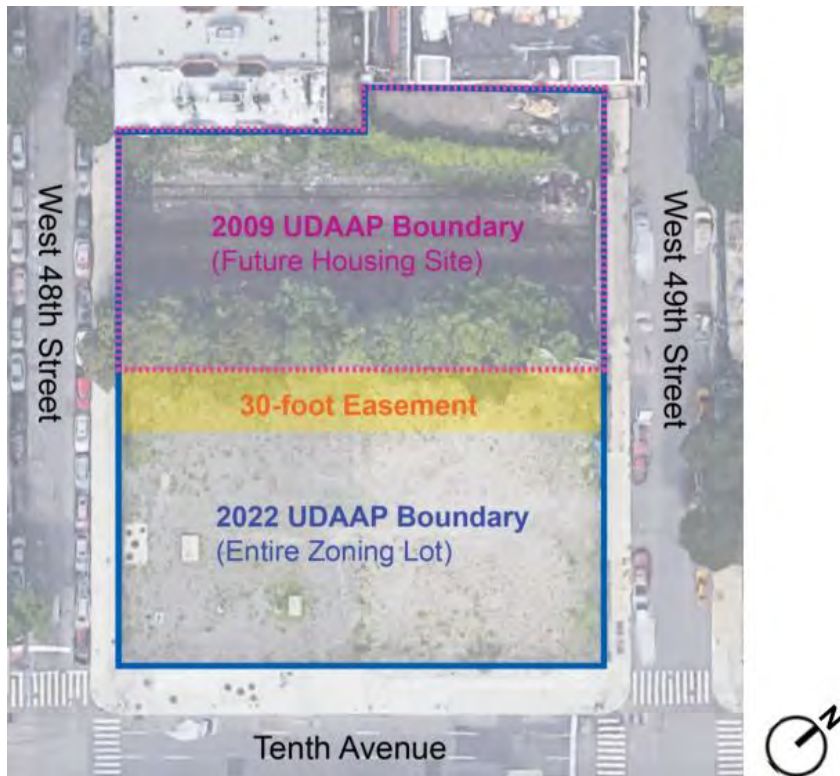 2009 UDAAP Boundary
(Future Housing Site)
West 48th Street
West 49th Street
30-foot Easement
2022 UDAAP Boundary
(Entire Zoning Lot)
Tenth Avenue
N